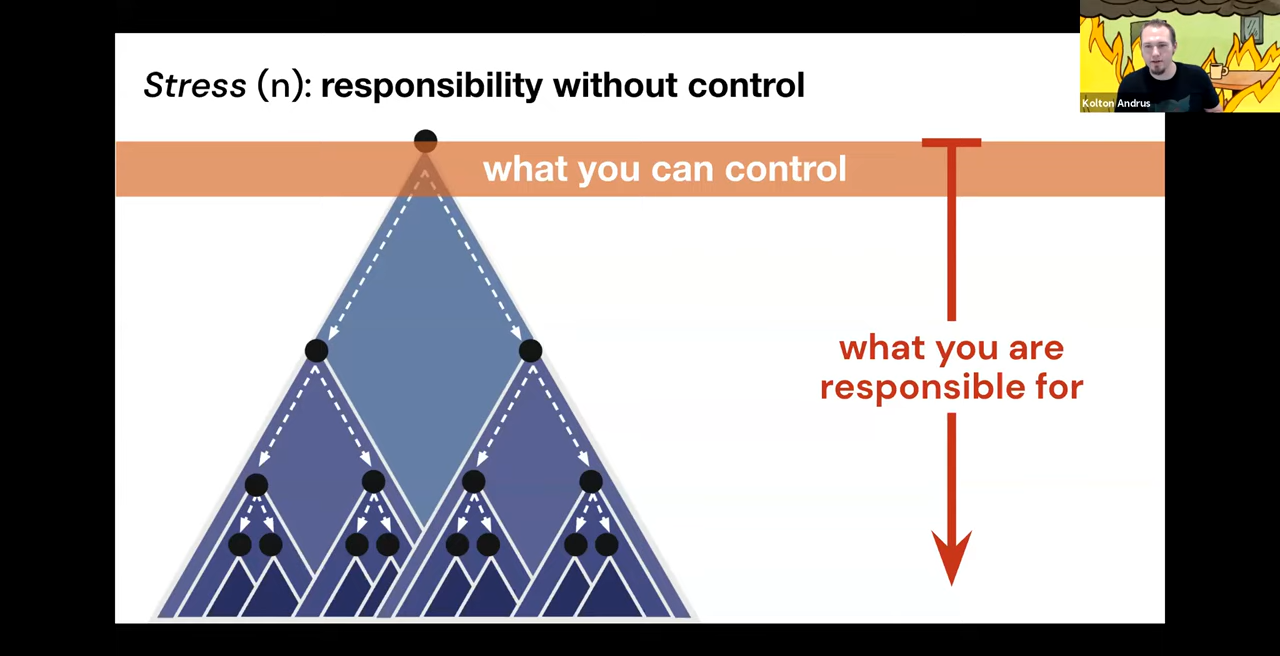 Stress (n): responsibility without control
Kolton Andrus
what you can control
what you are
responsible for